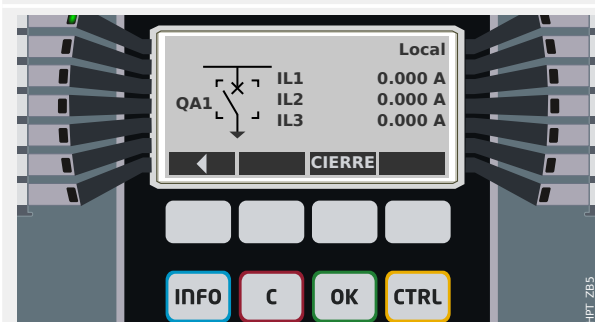 Local
IL1 0.000 A
QA1 IL2 0.000 A
IL3 0.000 A
CIERRE
INFO C OK CTRL
HPT_ZB5